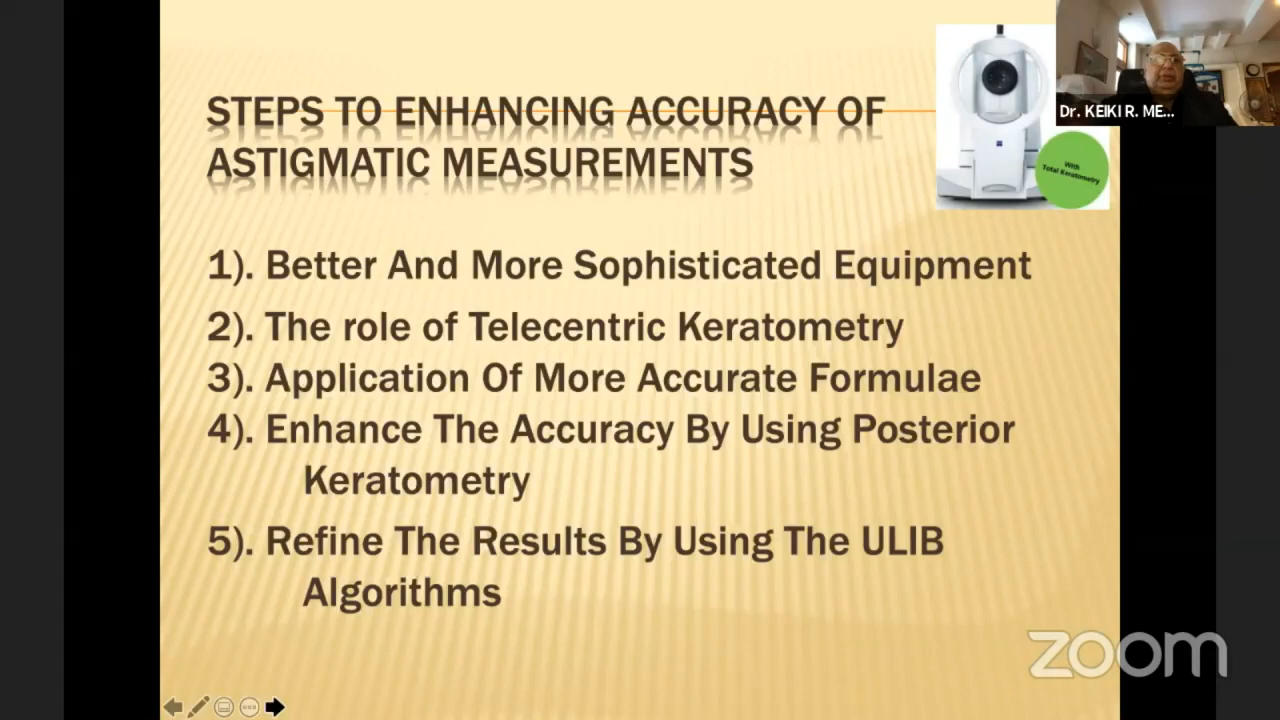 STEPS TO ENHANCING ACCURACY OF
ASTIGMATIC MEASUREMENTS
With
Total Keratometry
Dr. KEIKI R. ME...
1). Better And More Sophisticated Equipment
2). The role of Telecentric Keratometry
3). Application Of More Accurate Formulae
4). Enhance The Accuracy By Using Posterior
Keratometry
5). Refine The Results By Using The ULIB
Algorithms
zoom